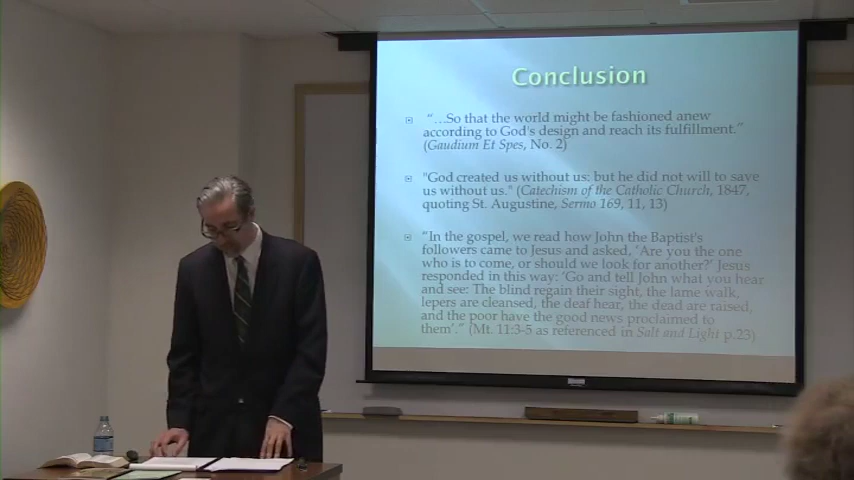 Conclusion
"...So that the world might be fashioned anew
according to God's design and reach its fulfillment."
(Gaudium Et Spes, No. 2)
"God created us without us: but he did not will to save
us without us." (Catechism of the Catholic Church, 1847,
quoting St. Augustine, Sermo 169, 11, 13)
"In the gospel, we read how John the Baptist's
followers came to Jesus and asked, 'Are you the one
who is to come, or should we look for another?' Jesus
responded in this way: 'Go and tell John what you hear
and see: The blind regain their sight, the lame walk,
lepers are cleansed, the deaf hear, the dead are raised,
and the poor have the good news proclaimed to
them'." (Mt. 11:3-5 as referenced in Salt and Light p.23)